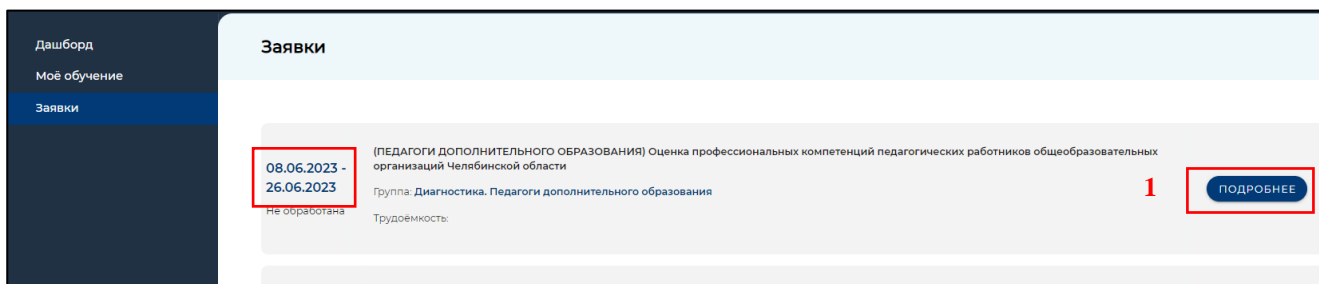 Дашборд
Моё обучение
Заявки
Заявки
08.06.2023 -
26.06.2023
Не обработана
(ПЕДАГОГИ ДОПОЛНИТЕЛЬНОГО ОБРАЗОВАНИЯ) Оценка профессиональных компетенций педагогических работников общеобразовательных
организаций Челябинской области
Группа: Диагностика. Педагоги дополнительного образования
Трудоёмкость:
1
ПОДРОБНЕЕ